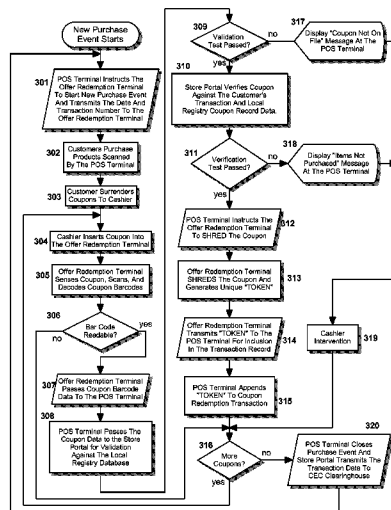 New Purchase
Event Starts
301
POS Terminal Instructs The
Offer Redemption Terminal
To Start New Purchase Event
And Transmits The Date And
Transaction Number To The
Offer Redemption Terminal
302
Customers Purchase
Products Scanned
By The POS Terminal
303
Customer Surrenders
Coupons To Cashier
304
Cashier Inserts Coupon Into
The Offer Redemption Terminal
305
Offer Redemption Terminal
Senses Coupon, Scans, And
Decodes Coupon Barcodes
306
Bar Code
Readable?
yes
no
307
Offer Redemption Terminal
Passes Coupon Barcode
Data To The POS Terminal
308
POS Terminal Passes The
Coupon Data to the Store
Portal for Validation
Against The Local
Registry Database
309
Validation
Test Passed?
no
yes
317
Display "Coupon Not On
File" Message At The
POS Terminal
310
Store Portal Verifies Coupon
Against The Customer's
Transaction And Local
Registry Coupon Record Data.
311
Verification
Test Passed?
no
yes
318
Display "Items Not
Purchased" Message
At The POS Terminal
312
POS Terminal Instructs The
Offer Redemption Terminal
To SHRED The Coupon
313
Offer Redemption Terminal
SHREDS The Coupon And
Generates Unique "TOKEN"
314
Offer Redemption Terminal
Transmits "TOKEN" To The
POS Terminal For Inclusion
In The Transaction Record
315
POS Terminal Appends
"TOKEN" To Coupon
Redemption Transaction
316
More
Coupons?
no
yes
319
Cashier
Intervention
320
POS Terminal Closes
Purchase Event And
Store Portal Transmits The
Transaction Data To
CEC Clearinghouse